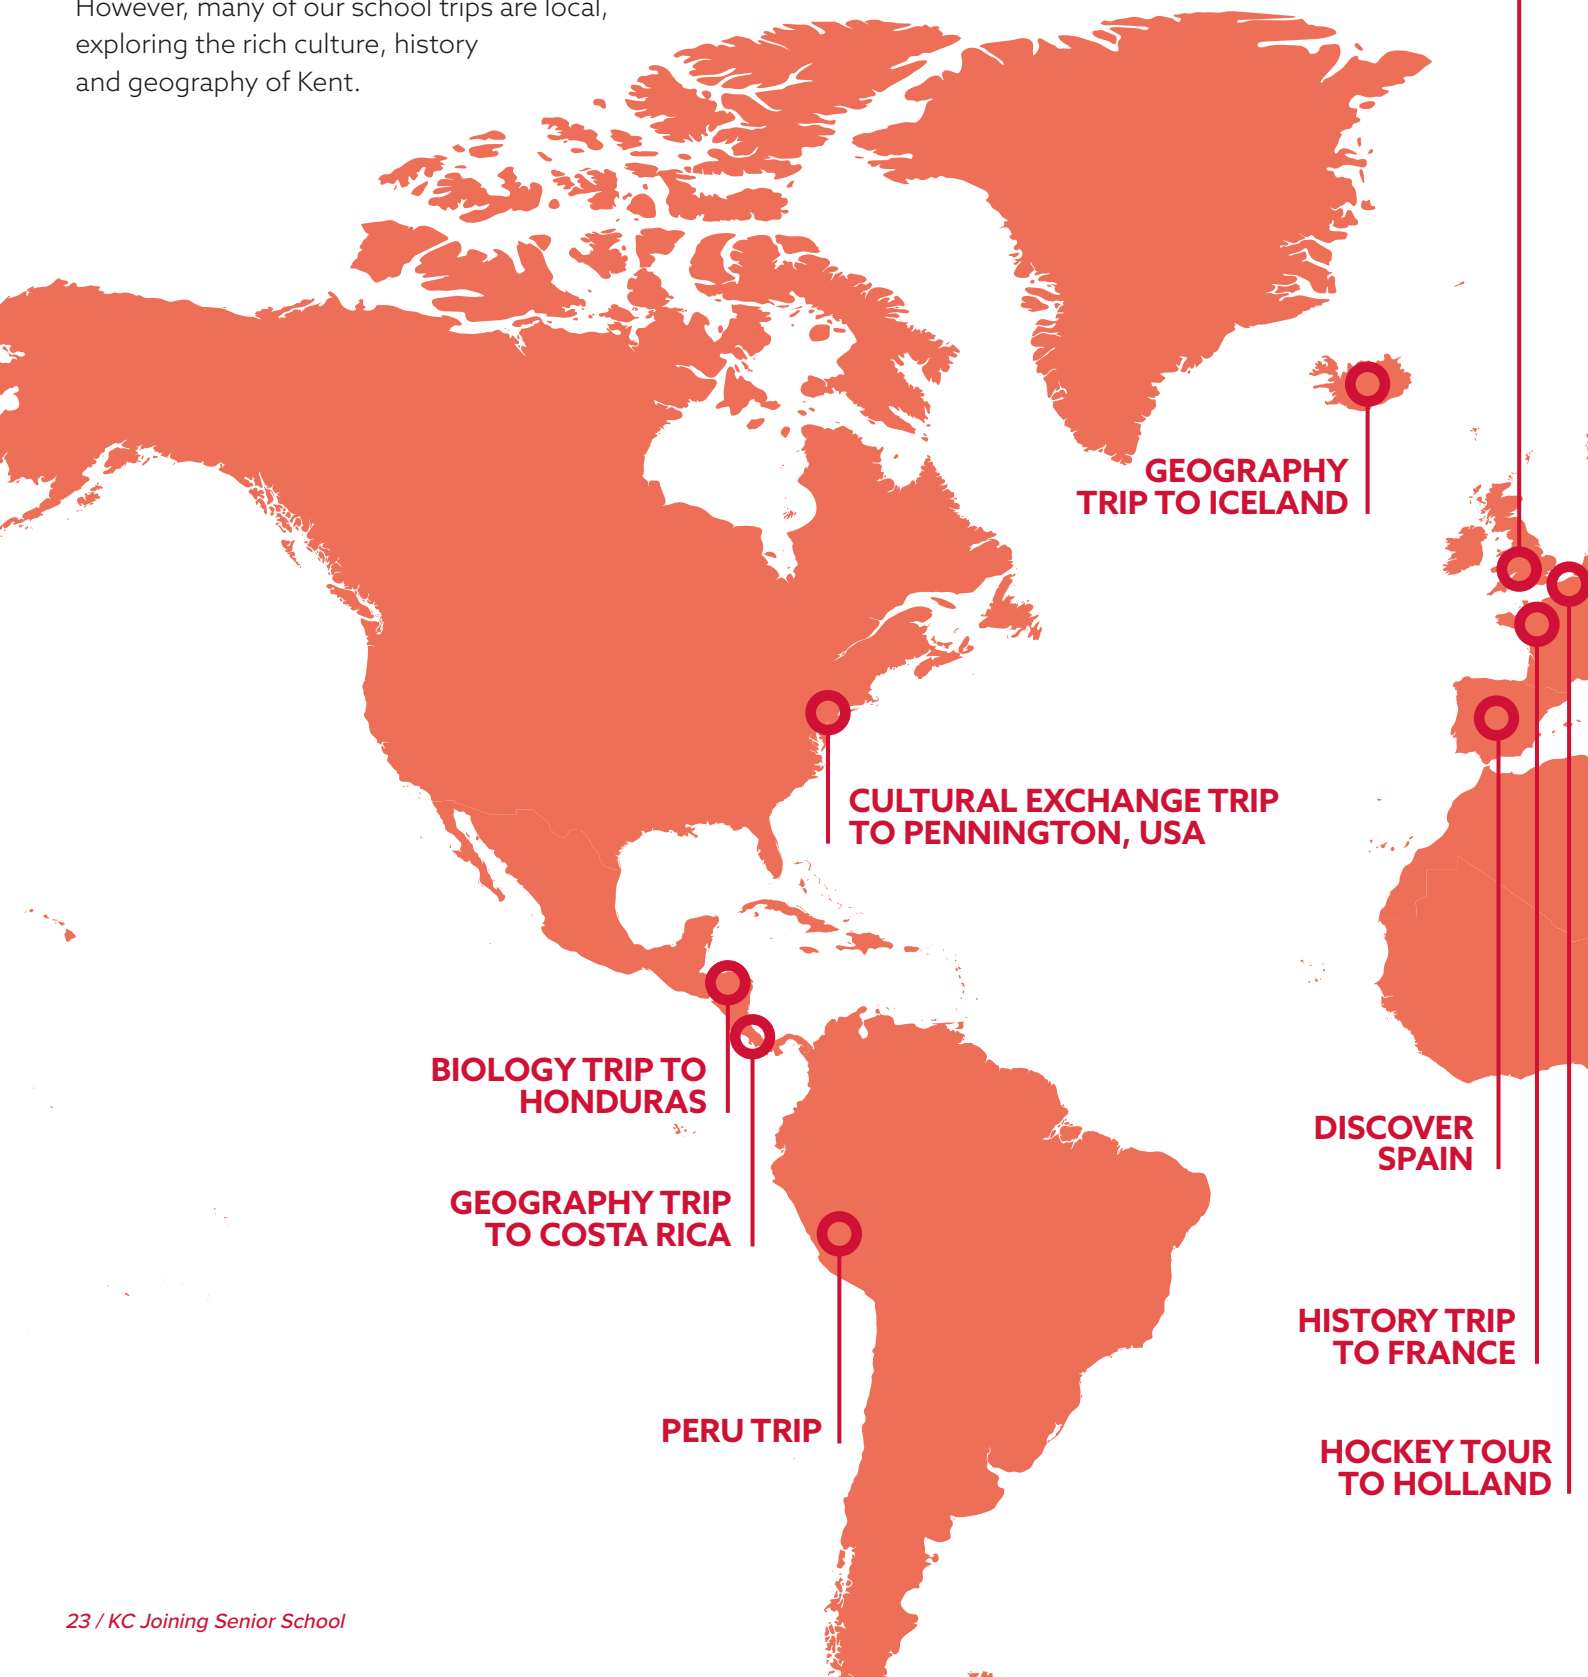 However, many of our school trips are local,
exploring the rich culture, history
and geography of Kent.
GEOGRAPHY
TRIP TO ICELAND
CULTURAL EXCHANGE TRIP
TO PENNINGTON, USA
BIOLOGY TRIP TO
HONDURAS
DISCOVER
SPAIN
GEOGRAPHY TRIP
TO COSTA RICA
HISTORY TRIP
TO FRANCE
PERU TRIP
HOCKEY TOUR
TO HOLLAND
23 / KC Joining Senior School